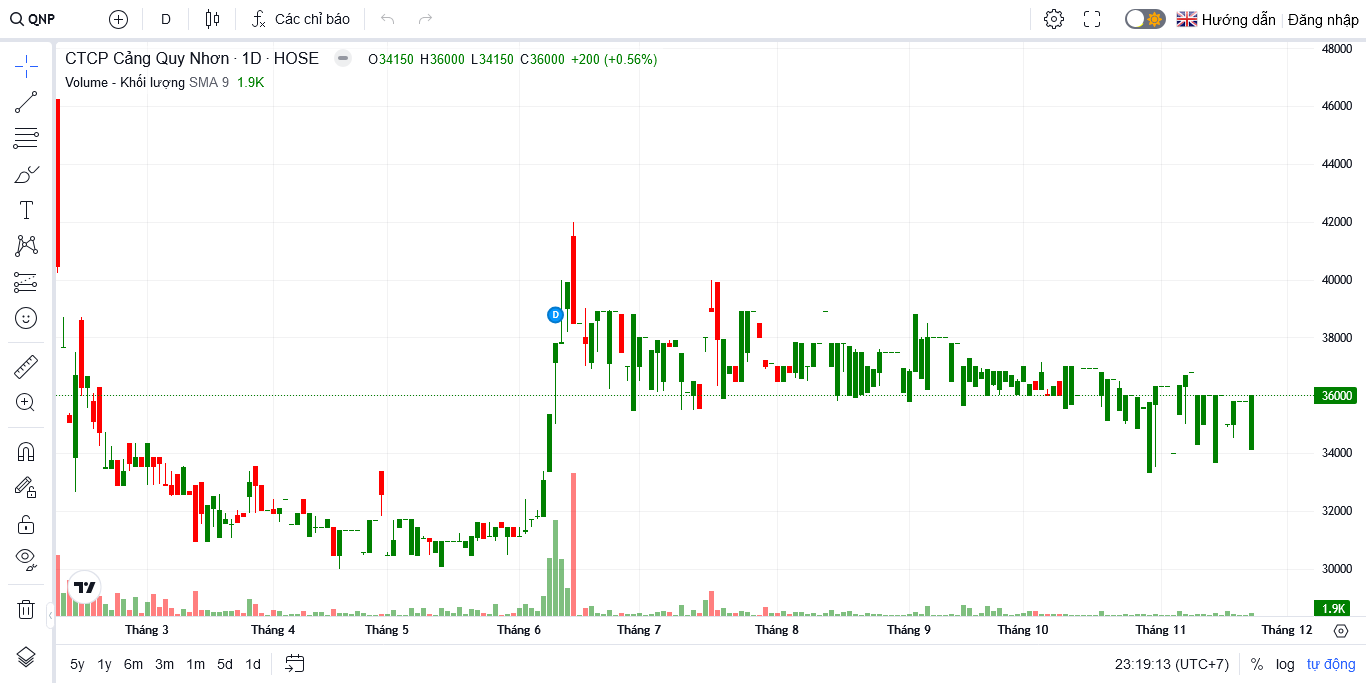 QNP D Các chỉ báo Hướng dẫn Đăng nhập
CTCP Cảng Quy Nhơn · 1D · HOSE O34150 H36000 L34150 C36000 +200 (+0.56%)
Volume - Khối lượng SMA 9 1.9K
48000
46000
44000
42000
40000
38000
36000
34000
32000
30000
1.9K
D
Tháng 3 Tháng 4 Tháng 5 Tháng 6 Tháng 7 Tháng 8 Tháng 9 Tháng 10 Tháng 11 Tháng 12
5y 1y 6m 3m 1m 5d 1d 23:19:13 (UTC+7) % log tự động